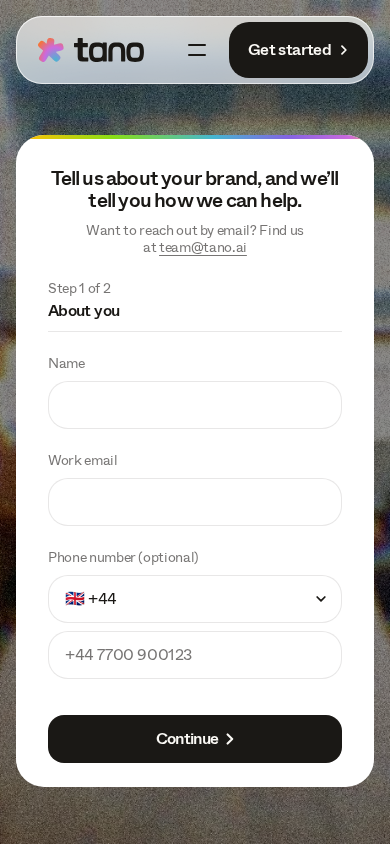 tano
Get started
Tell us about your brand, and we'll
tell you how we can help.
Want to reach out by email? Find us
at team@tano.ai
Step 1 of 2
About you
Name
Work email
Phone number (optional)
🇬🇧 +44
+44 7700 900123
Continue